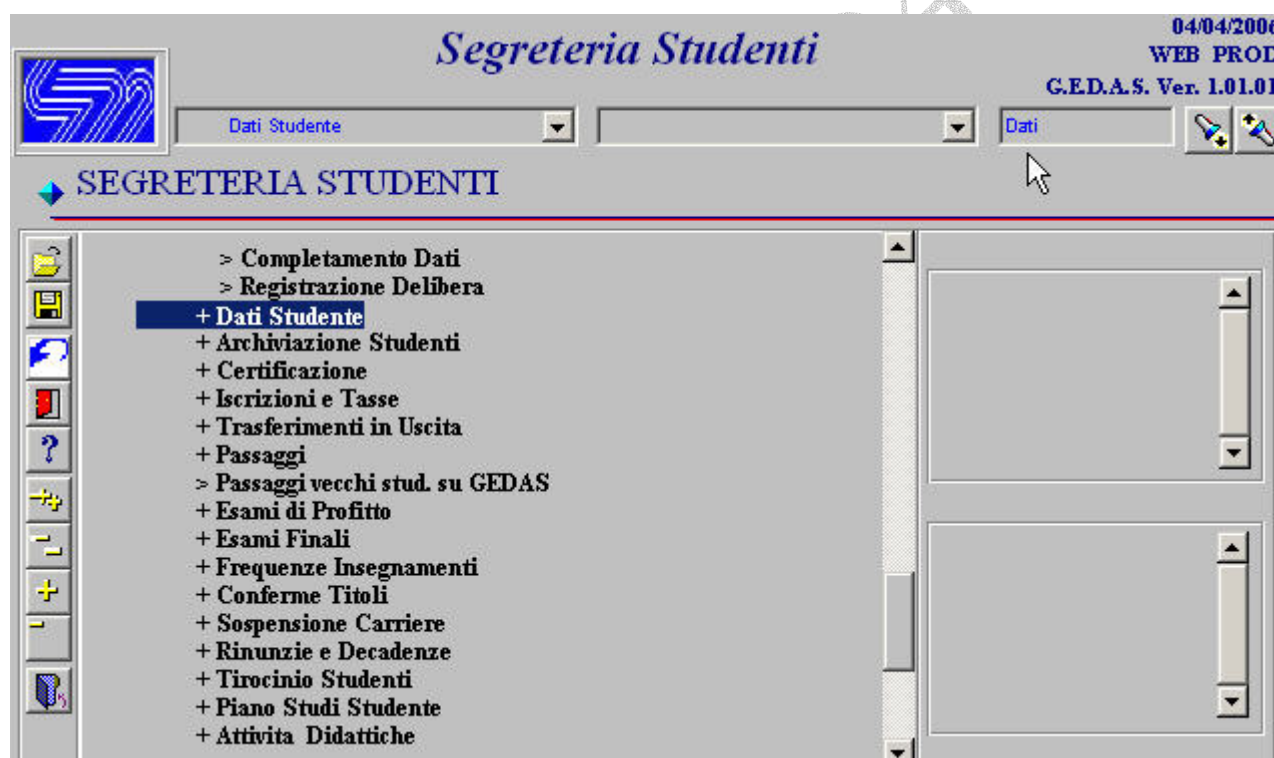 Segreteria Studenti
04/04/2006
WEB PROD
G.E.D.A.S. Ver. 1.01.01
Dati Studente
Dati
SEGRETERIA STUDENTI
> Completamento Dati
> Registrazione Delibera
+ Dati Studente
+ Archiviazione Studenti
+ Certificazione
+ Iscrizioni e Tasse
+ Trasferimenti in Uscita
+ Passaggi
> Passaggi vecchi stud. su GEDAS
+ Esami di Profitto
+ Esami Finali
+ Frequenze Insegnamenti
+ Conferme Titoli
+ Sospensione Carriere
+ Rinunzie e Decadenze
+ Tirocinio Studenti
+ Piano Studi Studente
+ Attivita Didattiche